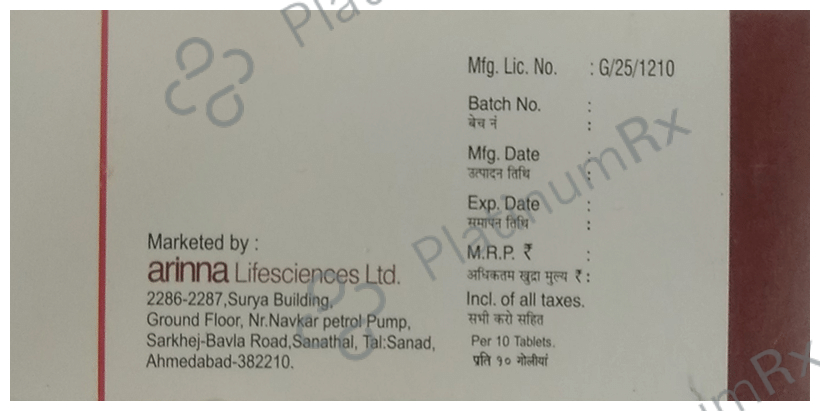 Mfg. Lic. No. : G/25/1210
Batch No. :
बेच नं :
Mfg. Date :
उत्पादन तिथि :
Exp. Date :
समापन तिथि :
M.R.P. ₹ :
अधिकतम खुद्रा मुल्य ₹ :
Incl. of all taxes.
सभी करो सहित
Per 10 Tablets.
प्रति १० गोलीयां
Marketed by :
arinna Lifesciences Ltd.
2286-2287,Surya Building,
Ground Floor, Nr.Navkar petrol Pump,
Sarkhej-Bavla Road,Sanathal, Tal:Sanad,
Ahmedabad-382210.
PlatinumRx